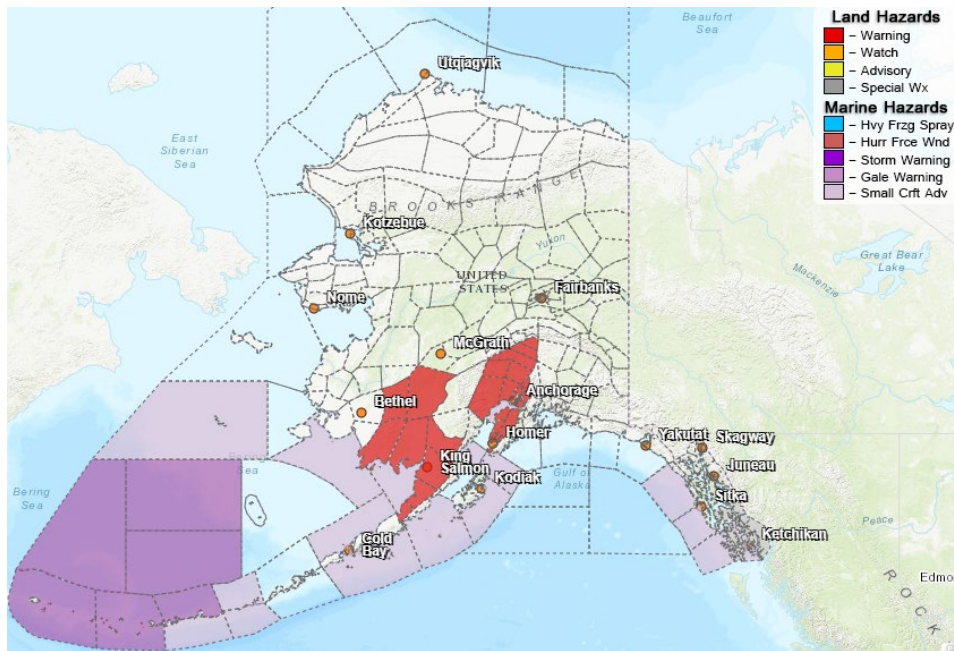 Beaufort
Sea
Land Hazards
– Warning
– Watch
– Advisory
– Special Wx
Marine Hazards
– Hvy Frzg Spray
– Hurr Frce Wnd
– Storm Warning
– Gale Warning
– Small Crft Adv
Utqiagvik
East
Siberian
Sea
BROOKS RANGE
Kotzebue
Yukon
Great Bear
Lake
Mackenzie
UNITED
STATES
Fairbanks
Nome
McGrath
Anchorage
Bethel
Homer
Yakutat
Skagway
King
Salmon
Sea
Juneau
Kodiak
Gulf of
Alaska
Bering
Sea
Sitka
Peace
Ketchikan
Cold
Bay
Edmo
ROCK